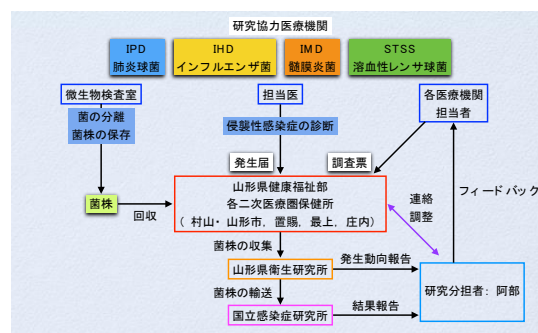 研究協力医療機関
IPD
肺炎球菌
IHD
インフルエンザ菌
IMD
髄膜炎菌
STSS
溶血性レンサ球菌
微生物検査室
担当医
各医療機関
担当者
菌の分離
菌株の保存
侵襲性感染症の診断
発生届
調査票
菌株
回収
山形県健康福祉部
各二次医療圏保健所
( 村山・山形市, 置賜, 最上, 庄内)
連絡
調整
フィードバック
菌株の収集
山形県衛生研究所
発生動向報告
研究分担者: 阿部
菌株の輸送
国立感染症研究所
結果報告